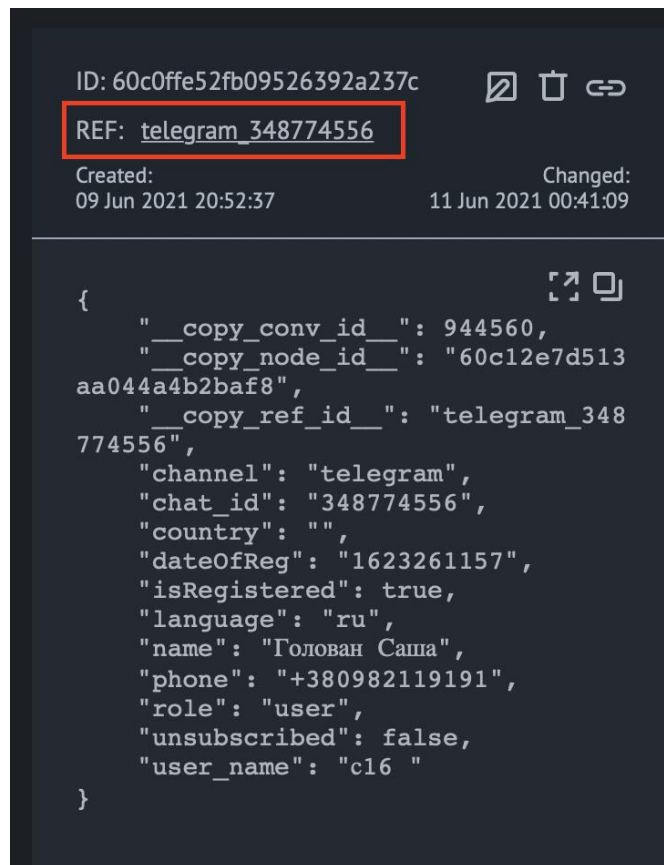 ID: 60c0ffe52fb09526392a237c
REF: telegram_348774556
Created:
Changed:
09 Jun 2021 20:52:37
11 Jun 2021 00:41:09
{
"__copy_conv_id__": 944560,
"__copy_node_id__": "60c12e7d513
aa044a4b2baf8",
"__copy_ref_id__": "telegram_348
774556",
"channel": "telegram",
"chat_id": "348774556",
"country": "",
"dateOfReg": "1623261157",
"isRegistered": true,
"language": "ru",
"name": "Голован Саша",
"phone": "+380982119191",
"role": "user",
"unsubscribed": false,
"user_name": "c16 "
}